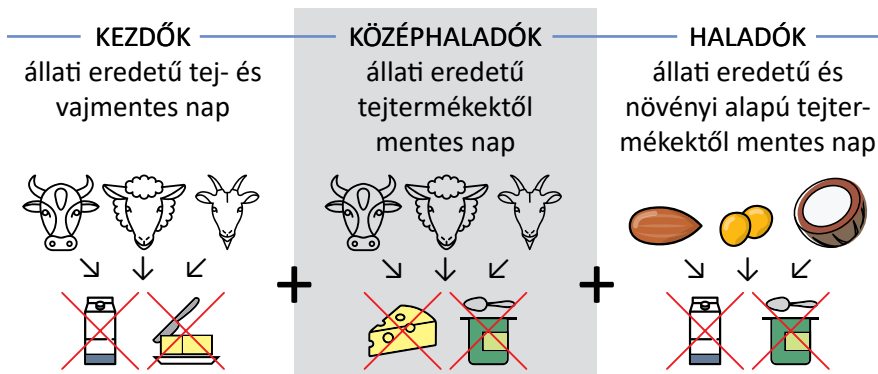 KEZDŐK
állati eredetű tej- és
vajmentes nap
KÖZÉPHALADÓK
állati eredetű
tejtermékektől
mentes nap
HALADÓK
állati eredetű és
növényi alapú tejter-
mékektől mentes nap
+
+